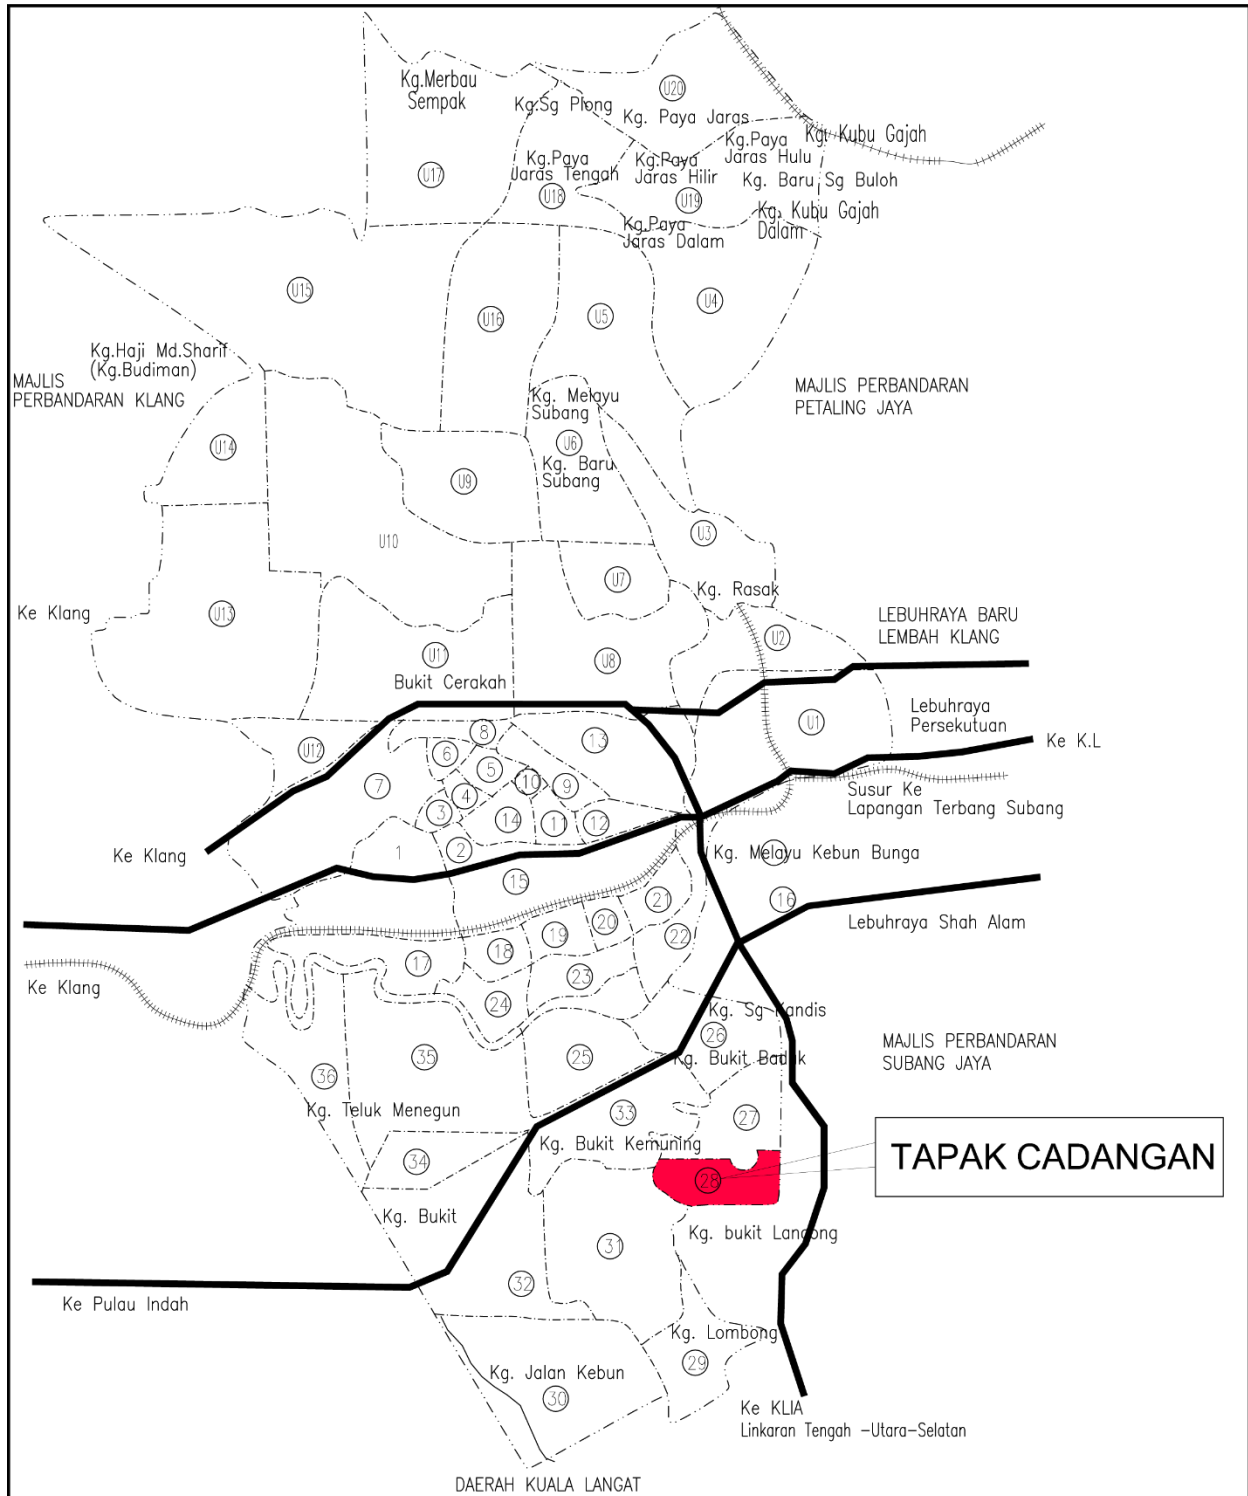 Kg.Merbau
Sempak
U20
Kg.Sg Plong
Kg. Paya Jaras
Kg.Paya
Jaras Hulu
Kg. Kubu Gajah
U17
Kg.Paya
Jaras Tengah
U18
Kg.Paya
Jaras Hilir
U19
Kg. Baru Sg Buloh
Kg. Kubu Gajah
Dalam
Kg.Paya
Jaras Dalam
U15
U16
U5
U4
Kg.Haji Md.Sharif
(Kg.Budiman)
MAJLIS
PERBANDARAN KLANG
MAJLIS PERBANDARAN
PETALING JAYA
Kg. Melayu
Subang
U6
Kg. Baru
Subang
U14
U9
U3
U10
U7
Kg. Rasak
Ke Klang
U13
U2
LEBUHRAYA BARU
LEMBAH KLANG
U11
Bukit Cerakah
U8
Lebuhraya
Persekutuan
U1
Ke K.L
U12
8
13
6
5
7
10
9
4
3
14
11
12
Susur Ke
Lapangan Terbang Subang
Ke Klang
1
2
Kg. Melayu Kebun Bunga
15
16
21
Lebuhraya Shah Alam
20
19
22
18
17
23
Ke Klang
24
Kg. Sg Kandis
26
35
25
Kg. Bukit Baduk
MAJLIS PERBANDARAN
SUBANG JAYA
36
Kg. Teluk Menegun
33
27
Kg. Bukit Kemuning
34
28
TAPAK CADANGAN
Kg. Bukit
Kg. bukit Lancong
31
32
Ke Pulau Indah
Kg. Lombong
29
Kg. Jalan Kebun
30
Ke KLIA
Linkaran Tengah -Utara-Selatan
DAERAH KUALA LANGAT